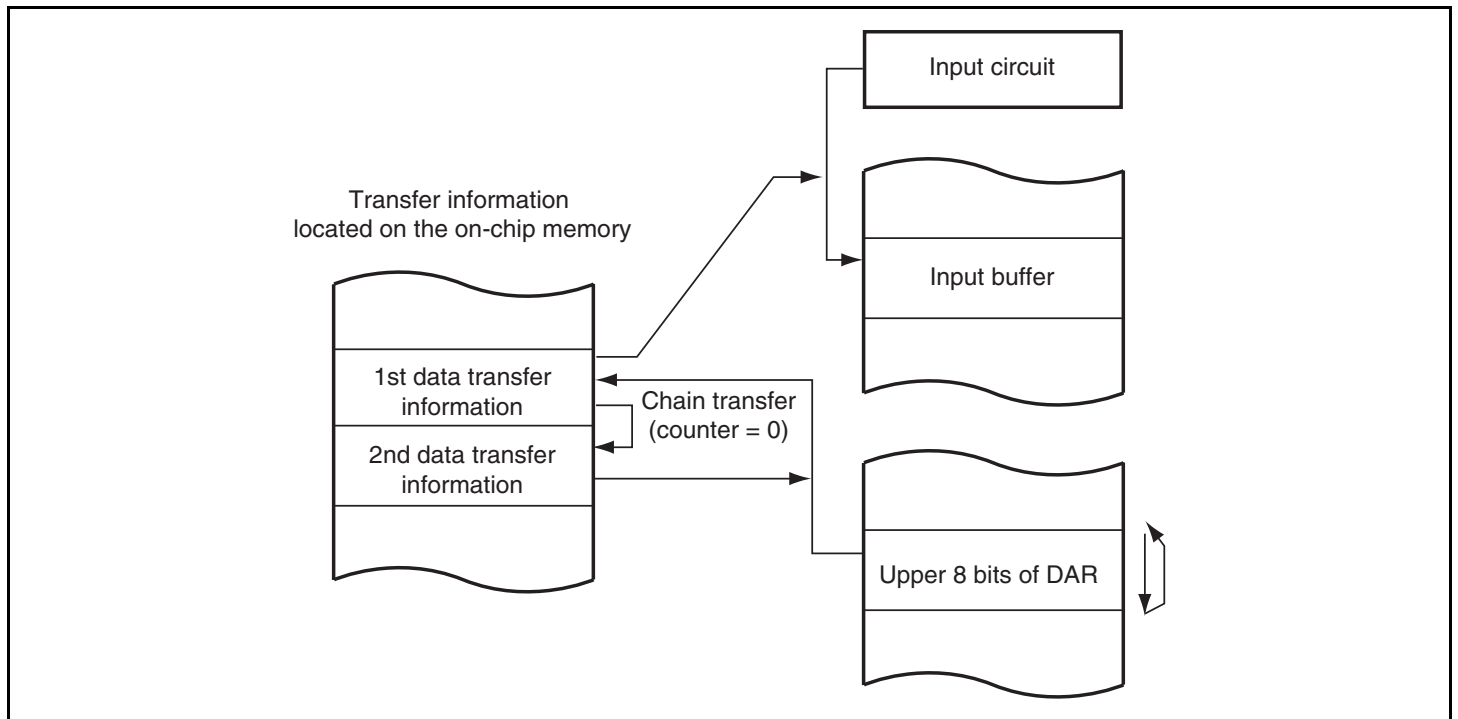 Input circuit
Transfer information
located on the on-chip memory
Input buffer
1st data transfer
information
Chain transfer
(counter = 0)
2nd data transfer
information
Upper 8 bits of DAR